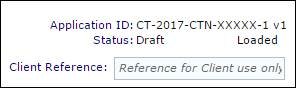 Application ID: CT-2017-CTN-XXXXX-1 v1
Status: Draft Loaded
Client Reference: Reference for Client use only